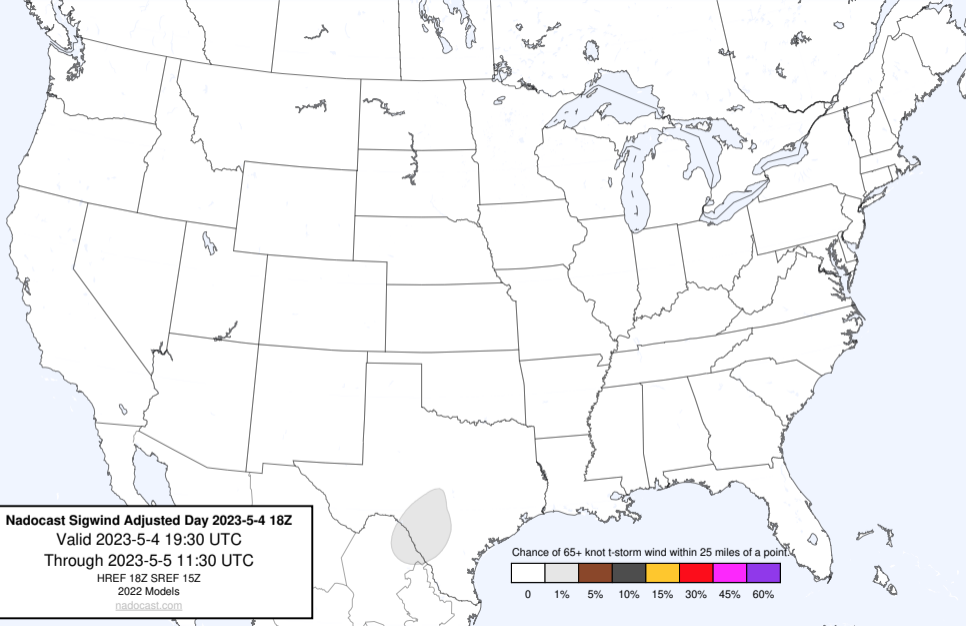 Nadocast Sigwind Adjusted Day 2023-5-4 18Z
Valid 2023-5-4 19:30 UTC
Through 2023-5-5 11:30 UTC
HREF 18Z SREF 15Z
2022 Models
nadocast.com
Chance of 65+ knot t-storm wind within 25 miles of a point.
0 1% 5% 10% 15% 30% 45% 60%